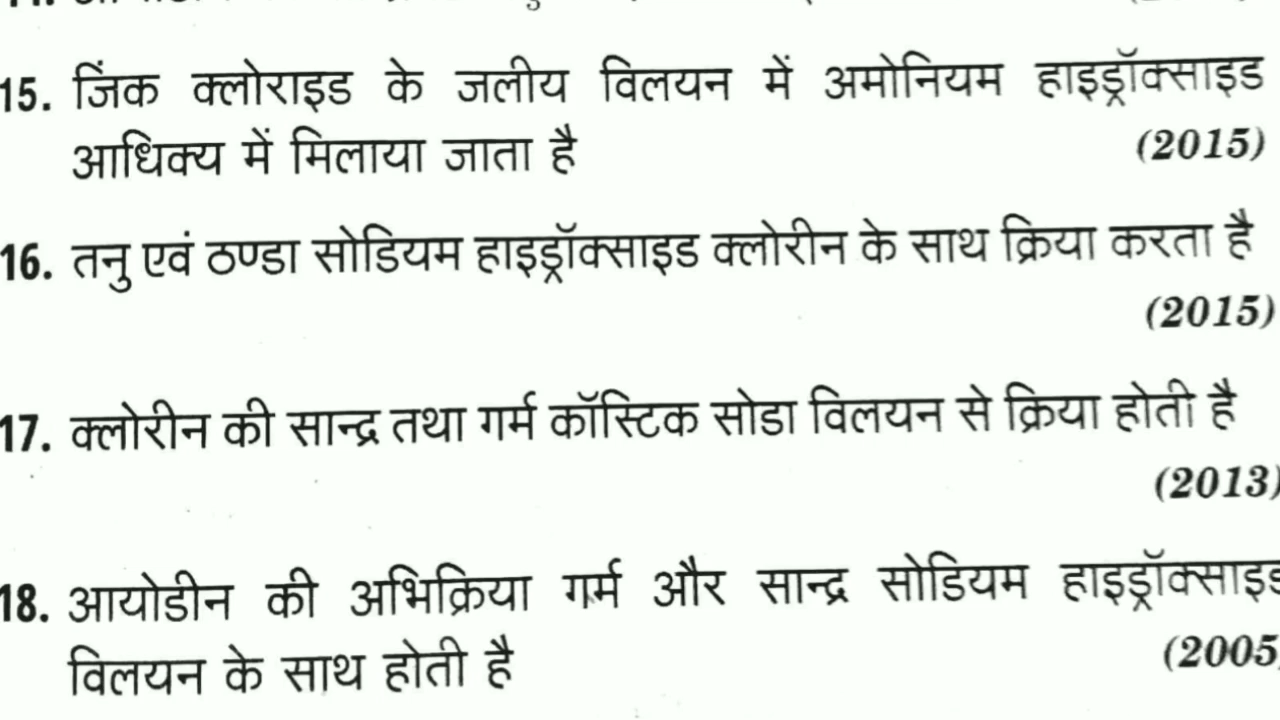 15. जिंक क्लोराइड के जलीय विलयन में अमोनियम हाइड्रॉक्साइड
आधिक्य में मिलाया जाता है (2015)
16. तनु एवं ठण्डा सोडियम हाइड्रॉक्साइड क्लोरीन के साथ क्रिया करता है
(2015)
17. क्लोरीन की सान्द्र तथा गर्म कॉस्टिक सोडा विलयन से क्रिया होती है
(2013)
18. आयोडीन की अभिक्रिया गर्म और सान्द्र सोडियम हाइड्रॉक्साइड
विलयन के साथ होती है (2005)